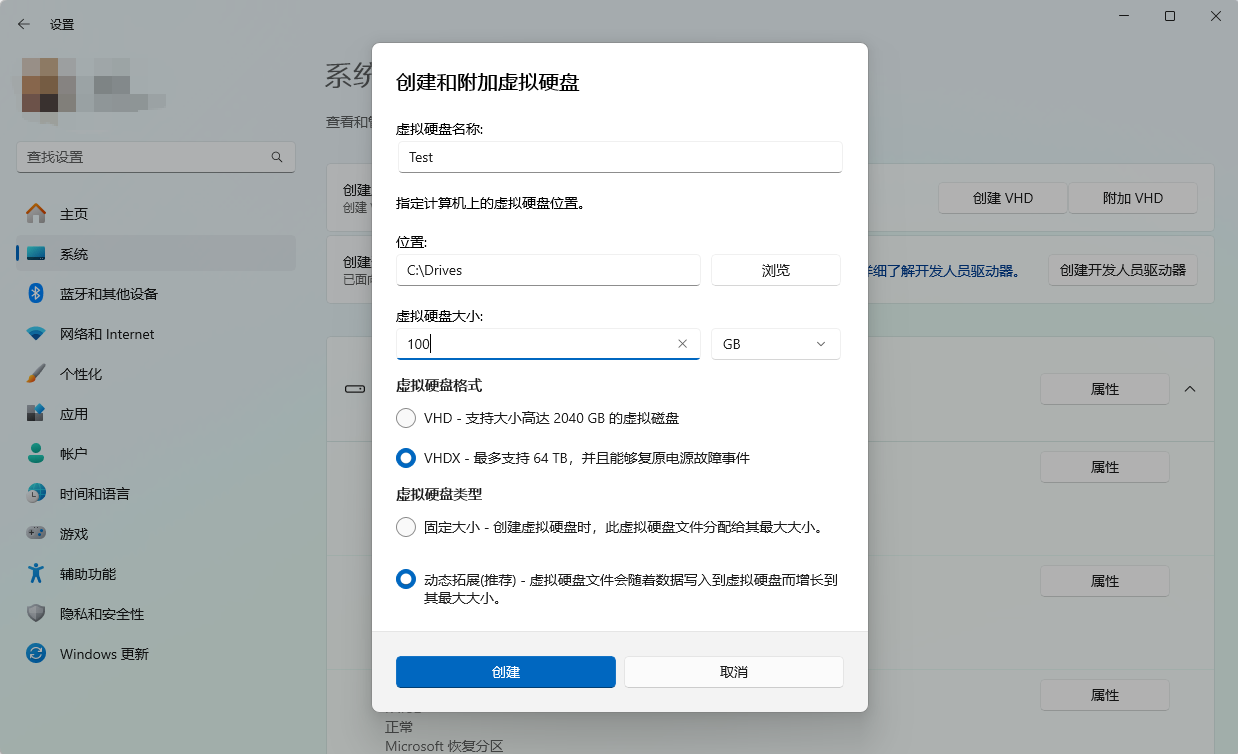 设置
查找设置
主页
系统
蓝牙和其他设备
网络和 Internet
个性化
应用
帐户
时间和语言
游戏
辅助功能
隐私和安全性
Windows 更新
系统
查看和
创建
创建
创建 VHD
附加 VHD
创建
已面向
详细了解开发人员驱动器。
创建开发人员驱动器
属性
属性
属性
属性
正常
Microsoft 恢复分区
创建和附加虚拟硬盘
虚拟硬盘名称:
Test
指定计算机上的虚拟硬盘位置。
位置:
C:\Drives
浏览
虚拟硬盘大小:
100
GB
虚拟硬盘格式
VHD - 支持大小高达 2040 GB 的虚拟磁盘
VHDX - 最多支持 64 TB，并且能够复原电源故障事件
虚拟硬盘类型
固定大小 - 创建虚拟硬盘时，此虚拟硬盘文件分配给其最大大小。
动态拓展(推荐) - 虚拟硬盘文件会随着数据写入到虚拟硬盘而增长到
其最大大小。
创建
取消